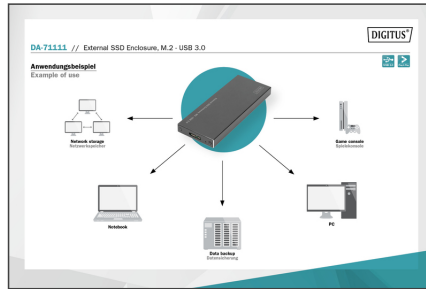 DIGITUS®
DA-71111 // External SSD Enclosure, M.2 - USB 3.0
Anwendungsbeispiel
Example of use
Network storage
Netzwerkspeicher
Game console
Spielekonsole
Notebook
Data backup
Datensicherung
PC